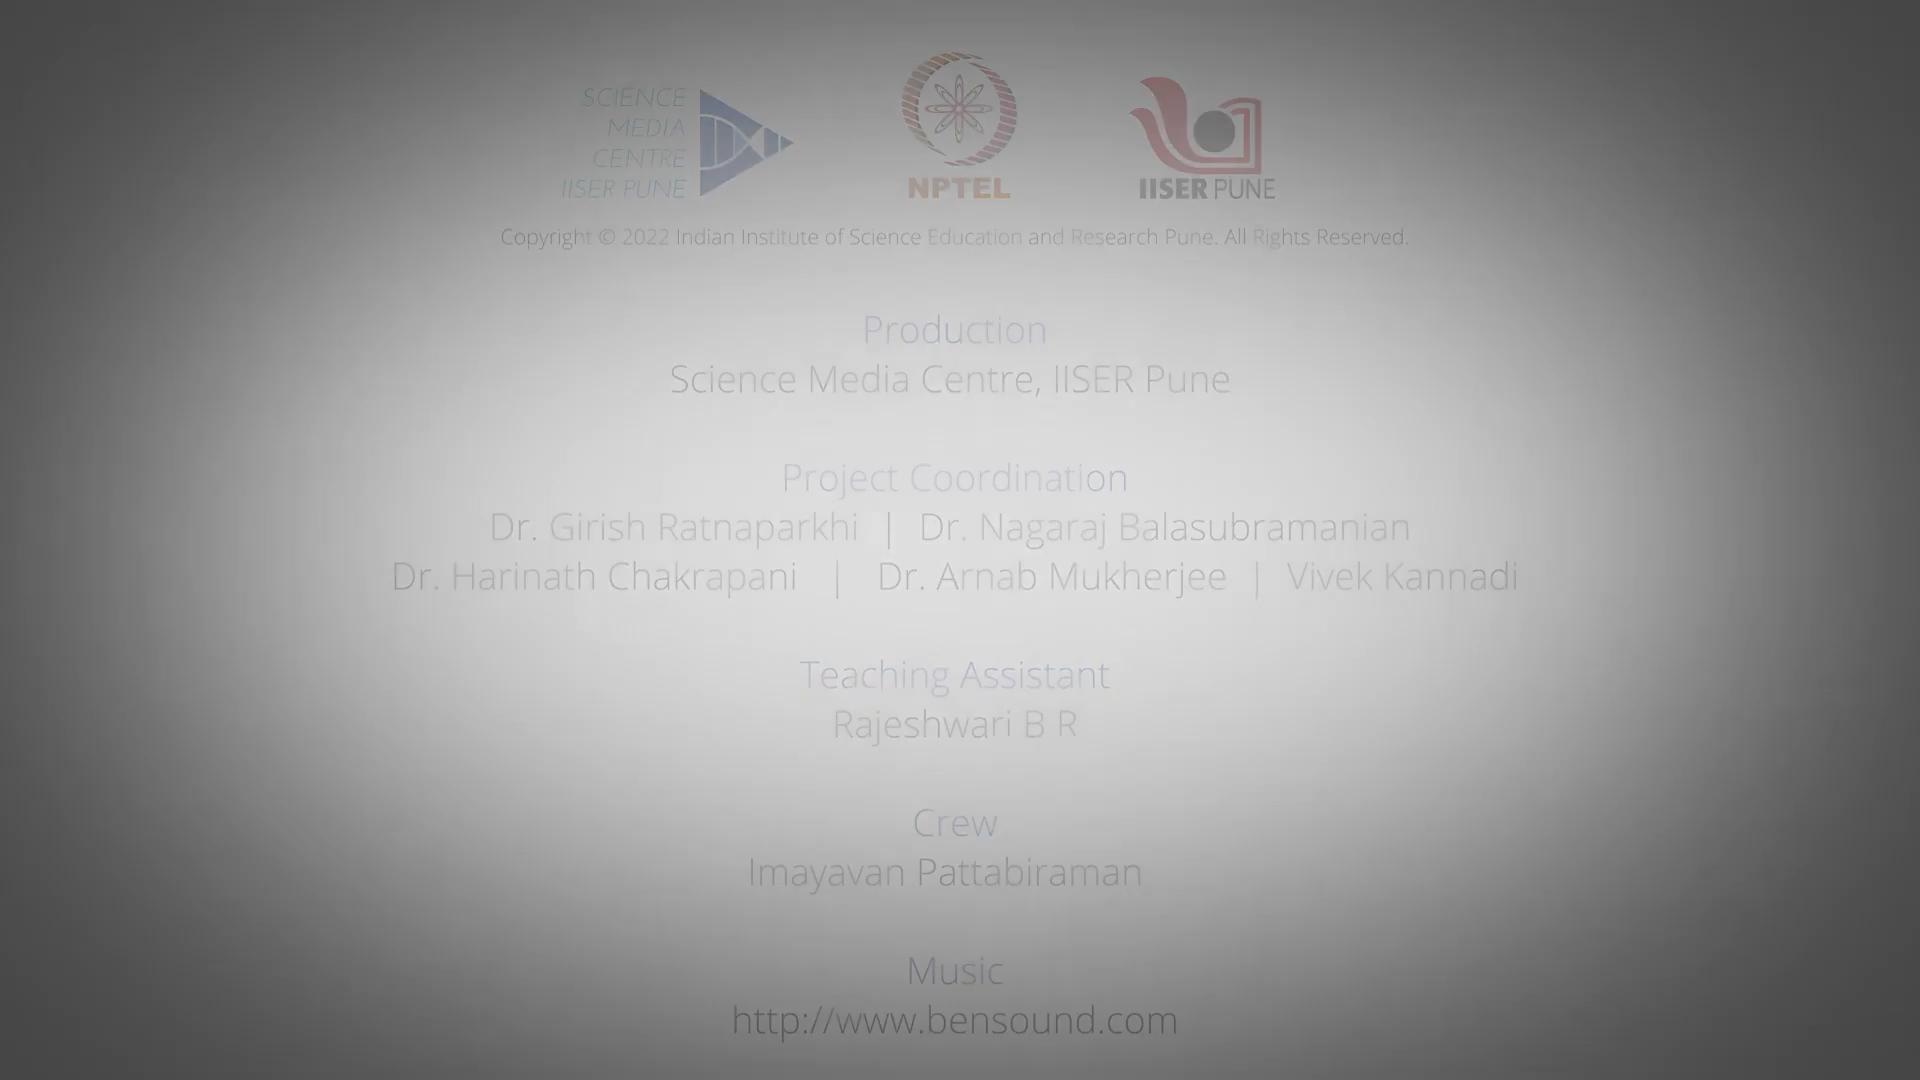 SCIENCE
MEDIA
CENTRE
IISER PUNE
NPTEL
IISER PUNE
Copyright © 2022 Indian Institute of Science Education and Research Pune. All Rights Reserved.
Production
Science Media Centre, IISER Pune
Project Coordination
Dr. Girish Ratnaparkhi | Dr. Nagaraj Balasubramanian
Dr. Harinath Chakrapani | Dr. Arnab Mukherjee | Vivek Kannadi
Teaching Assistant
Rajeshwari B R
Crew
Imayavan Pattabiraman
Music
http://www.bensound.com